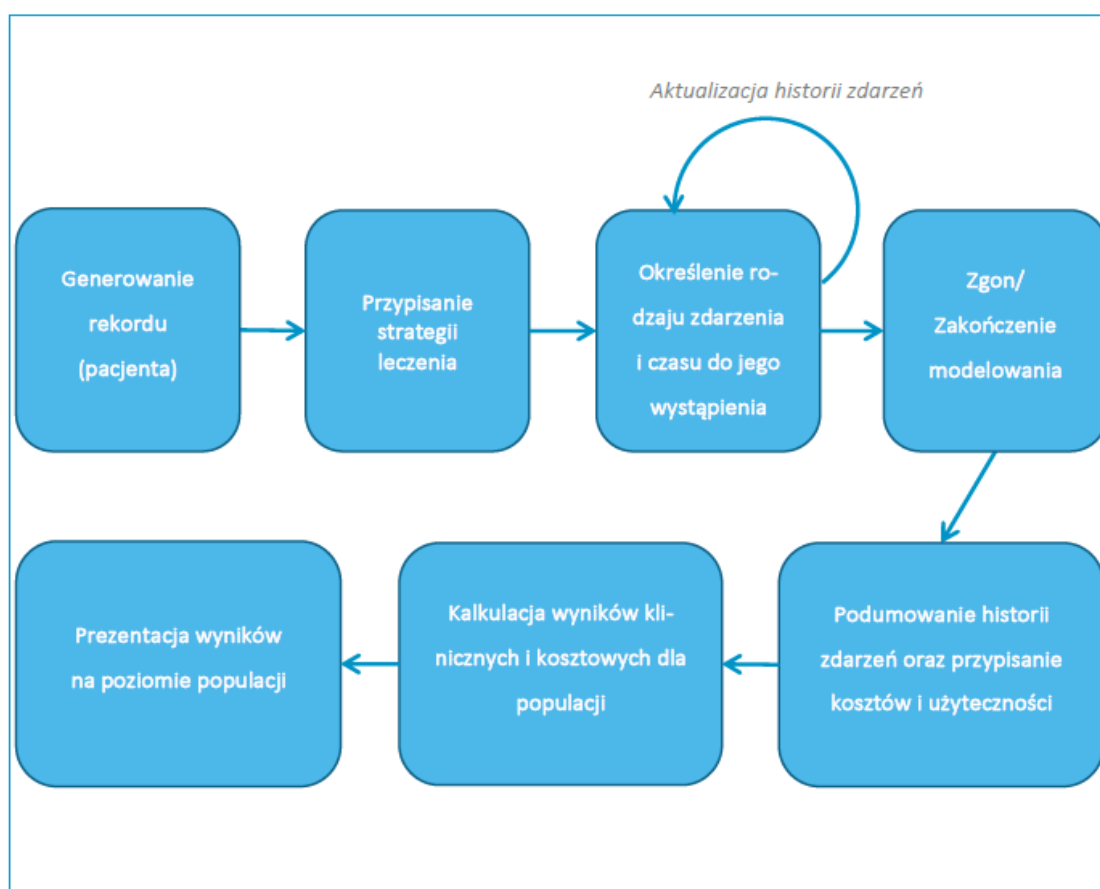 Aktualizacja historii zdarzeń
Generowanie
rekordu
(pacjenta)
Przypisanie
strategii
leczenia
Określenie ro-
dzaju zdarzenia
i czasu do jego
wystąpienia
Zgon/
Zakończenie
modelowania
Prezentacja wyników
na poziomie populacji
Kalkulacja wyników kli-
nicznych i kosztowych dla
populacji
Podumowanie historii
zdarzeń oraz przypisanie
kosztów i użyteczności